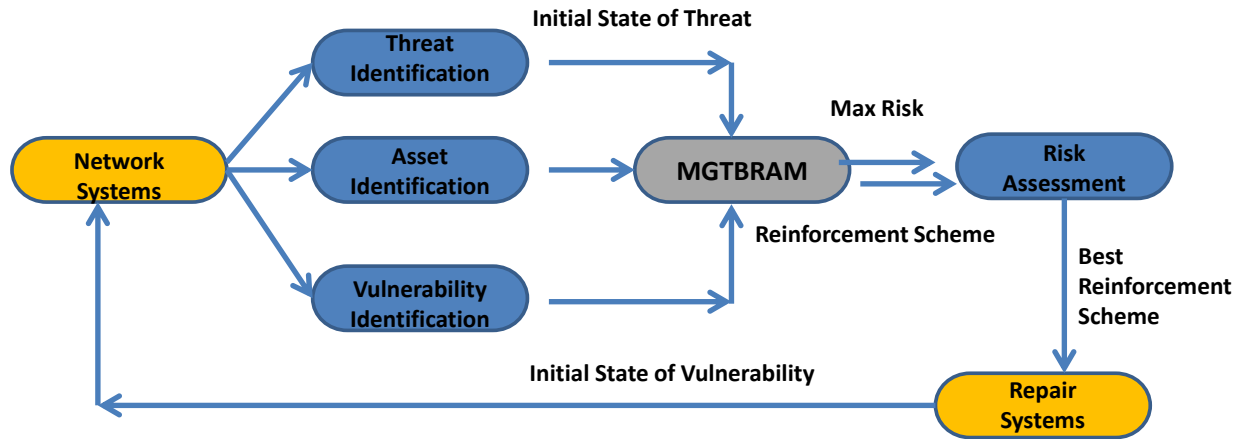 Initial State of Threat
Threat
Identification
Max Risk
Network
Systems
Asset
Identification
MGTBRAM
Risk
Assessment
Reinforcement Scheme
Best
Reinforcement
Scheme
Vulnerability
Identification
Initial State of Vulnerability
Repair
Systems